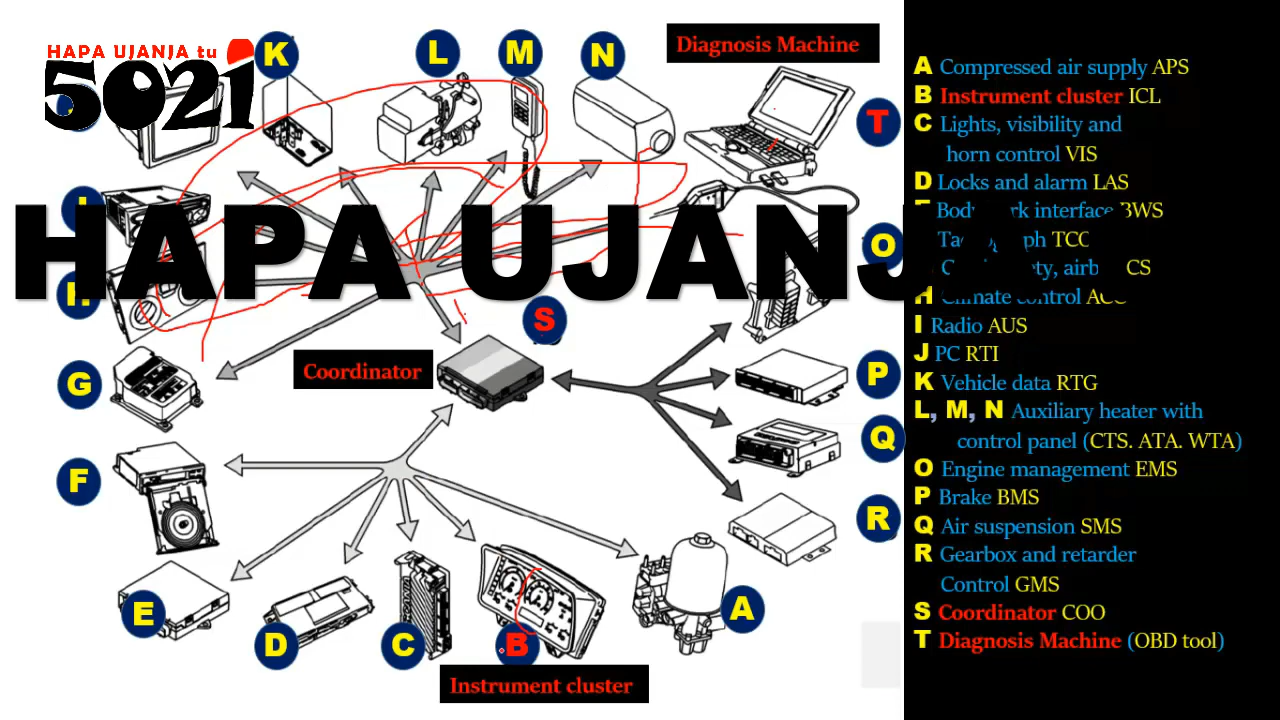 HAPA UJANJA tu
5021
K
L
M
N
Diagnosis Machine
T
HAPA UJANJ
O
H
S
Coordinator
G
P
Q
F
R
E
D
C
B
A
Instrument cluster
A Compressed air supply APS
B Instrument cluster ICL
C Lights, visibility and
horn control VIS
D Locks and alarm LAS
interface BWS
I Radio AUS
J PC RTI
K Vehicle data RTG
L, M, N Auxiliary heater with
control panel (CTS. ATA. WTA)
O Engine management EMS
P Brake BMS
Q Air suspension SMS
R Gearbox and retarder
Control GMS
S Coordinator COO
T Diagnosis Machine (OBD tool)